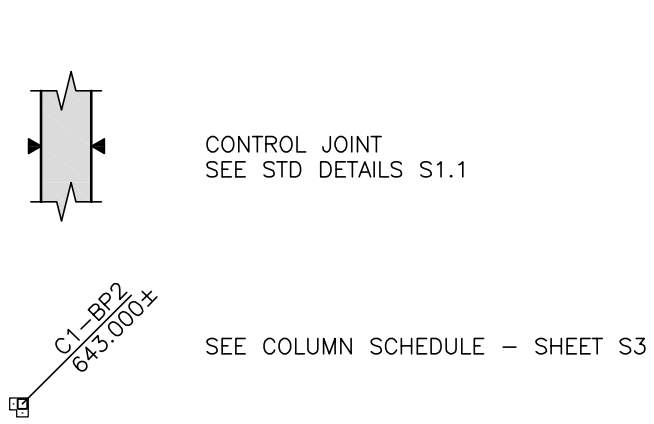 CONTROL JOINT
SEE STD DETAILS S1.1
C1-BP2
643.000±
SEE COLUMN SCHEDULE - SHEET S3